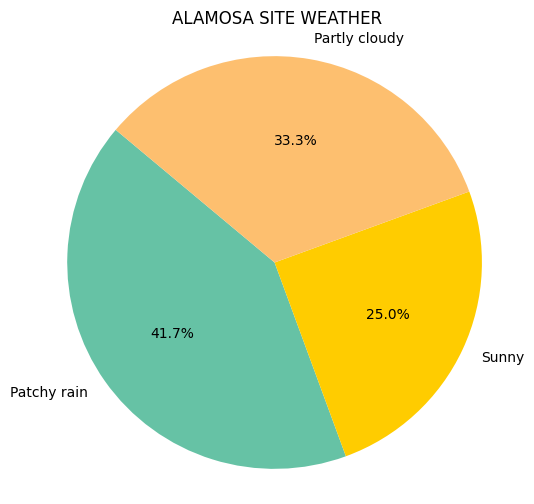 ALAMOSA SITE WEATHER
Partly cloudy
33.3%
25.0%
41.7%
Sunny
Patchy rain